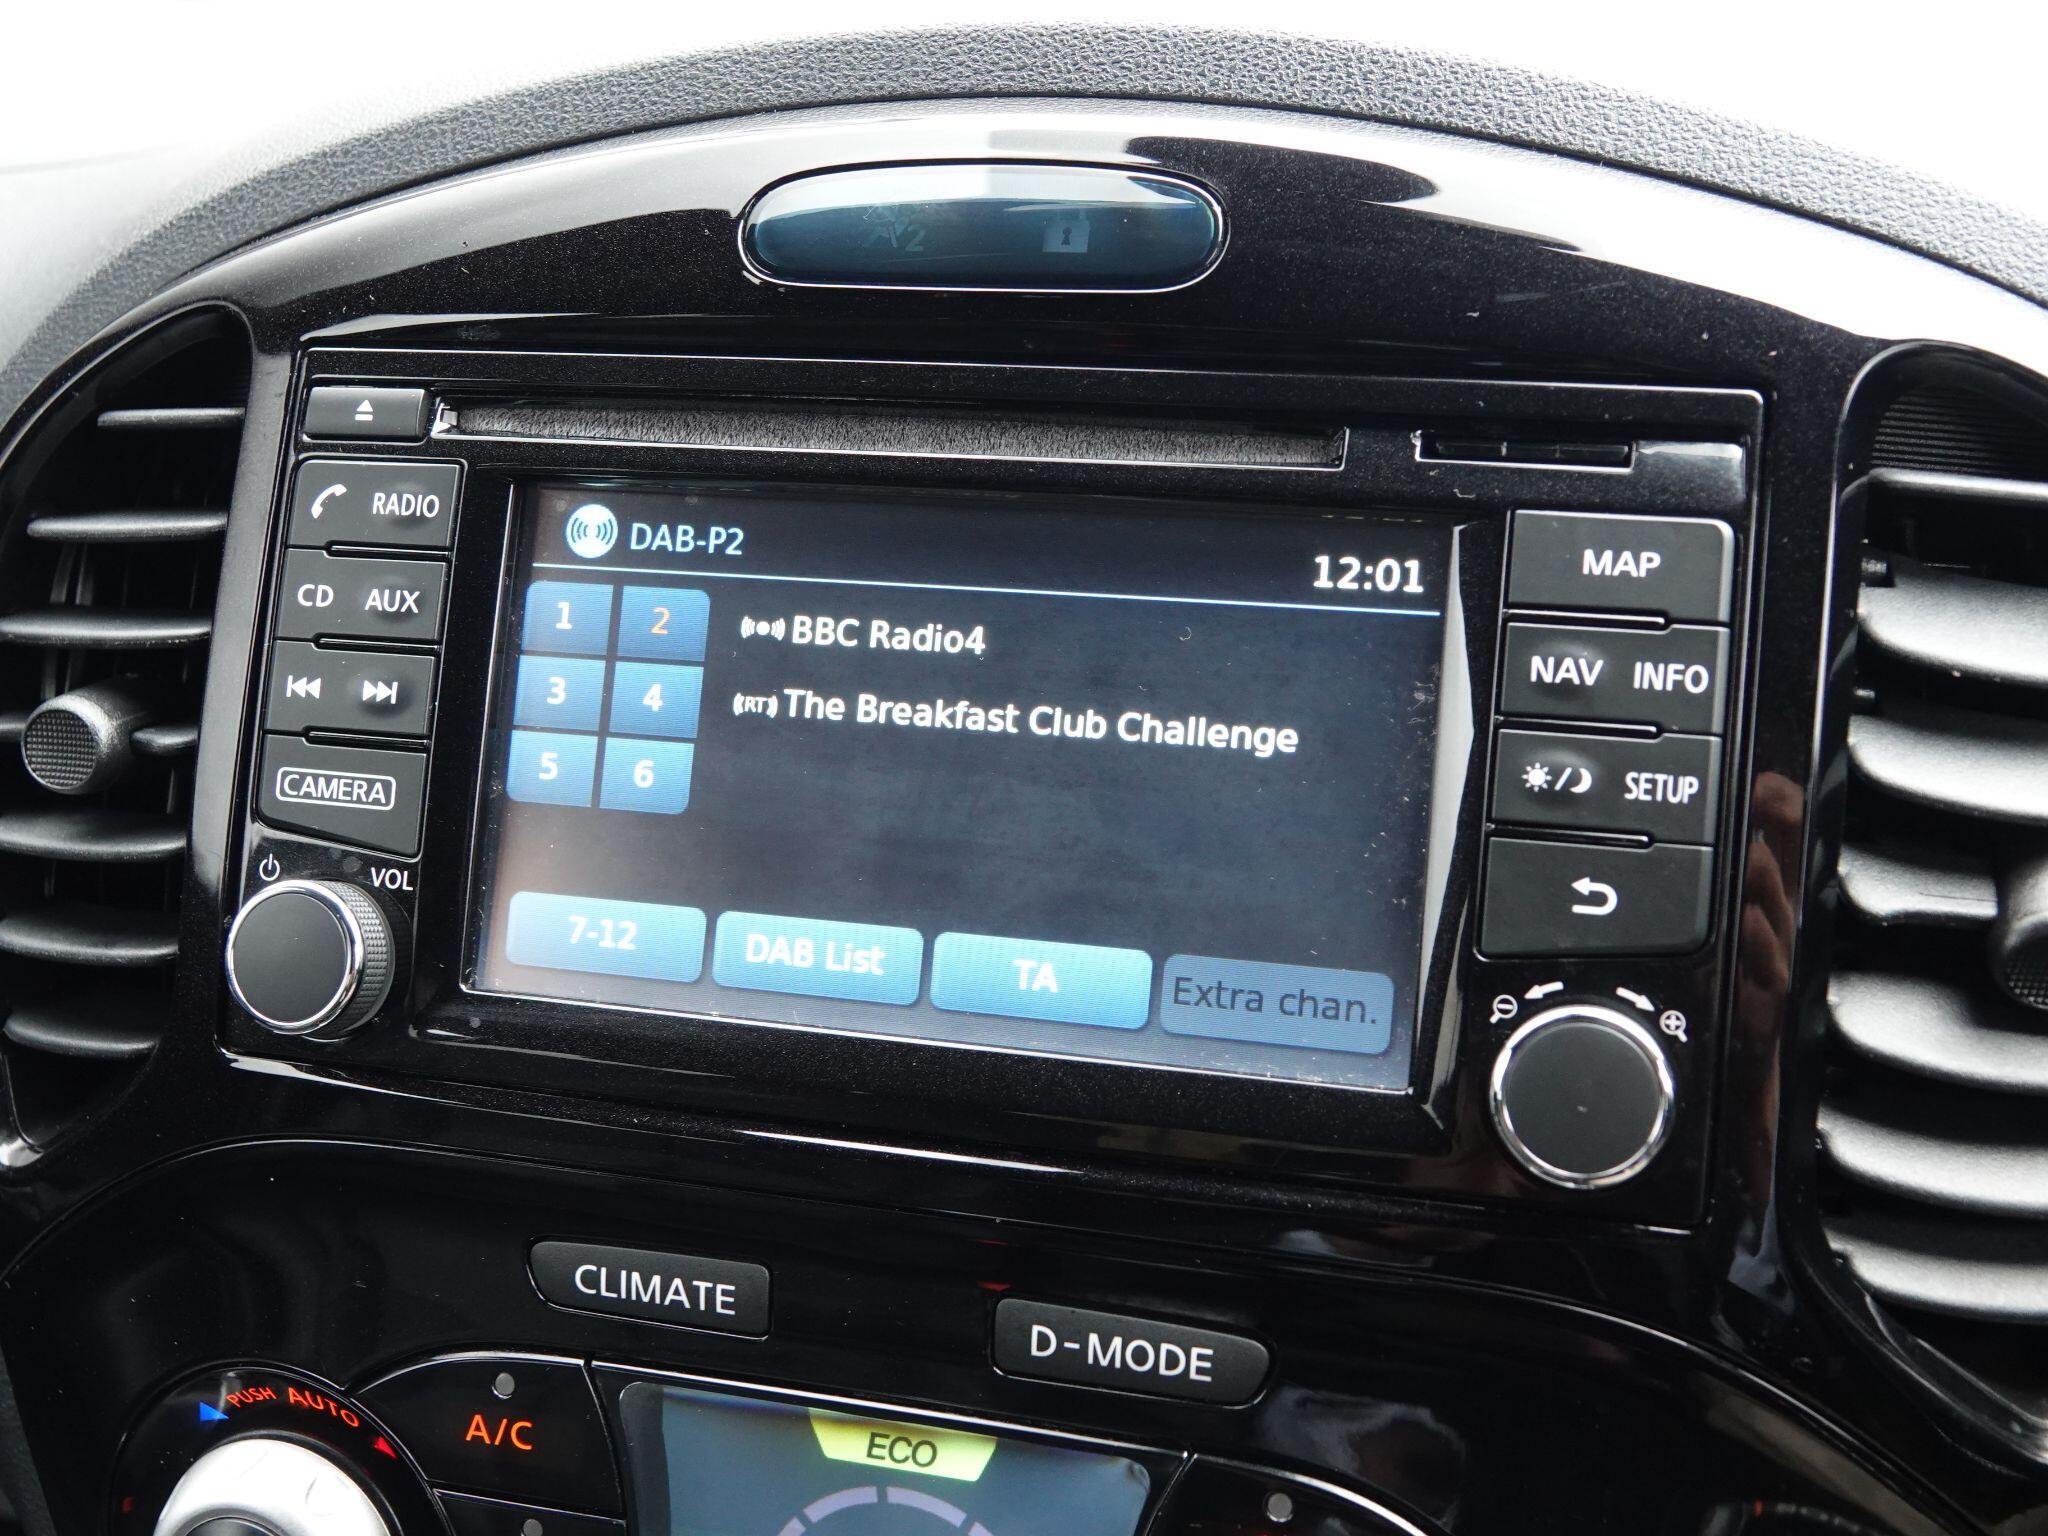 RADIO
CD AUX
CAMERA
VOL
DAB-P2
12:01
1 2
3 4
5 6
BBC Radio4
RT The Breakfast Club Challenge
7-12
DAB List
TA
Extra chan.
MAP
NAV INFO
SETUP
CLIMATE
D-MODE
PUSH AUTO
A/C
ECO